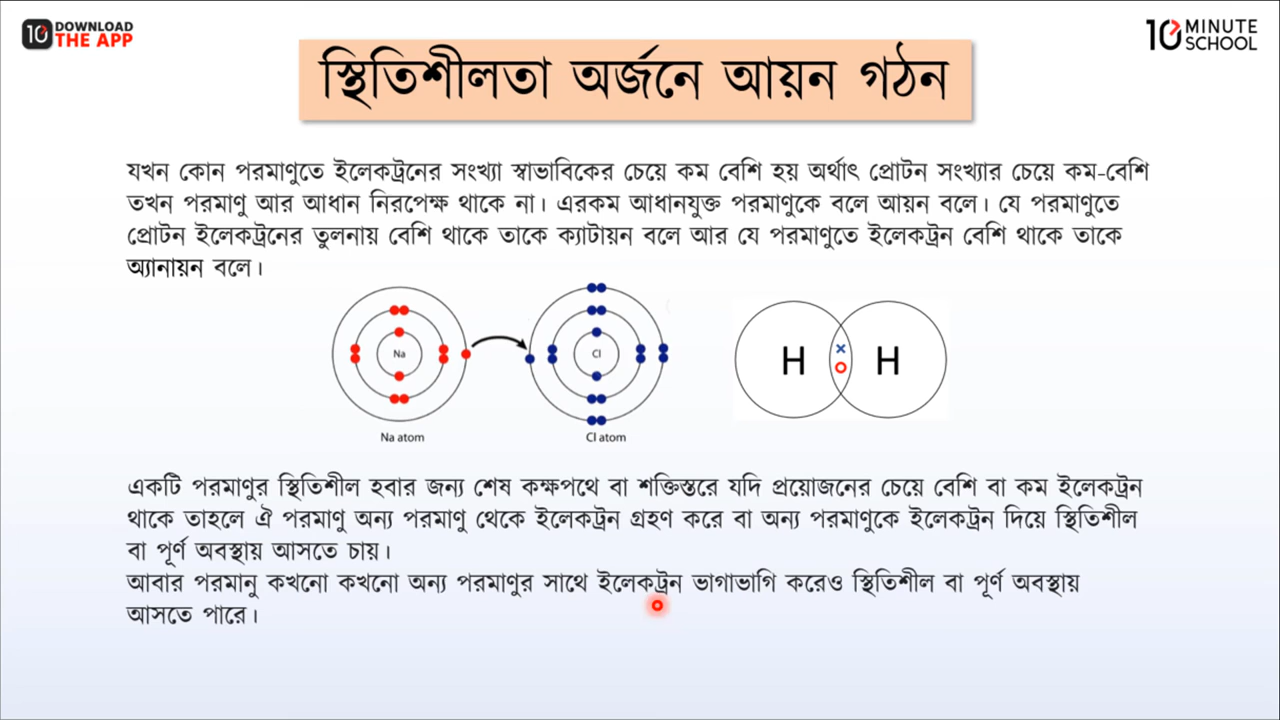 DOWNLOAD
THE APP
10 MINUTE
SCHOOL
স্থিতিশীলতা অর্জনে আয়ন গঠন
যখন কোন পরমাণুতে ইলেকট্রনের সংখ্যা স্বাভাবিকের চেয়ে কম বেশি হয় অর্থাৎ প্রোটন সংখ্যার চেয়ে কম-বেশি
তখন পরমাণু আর আধান নিরপেক্ষ থাকে না। এরকম আধানযুক্ত পরমাণুকে বলে আয়ন বলে। যে পরমাণুতে
প্রোটন ইলেকট্রনের তুলনায় বেশি থাকে তাকে ক্যাটায়ন বলে আর যে পরমাণুতে ইলেকট্রন বেশি থাকে তাকে
অ্যানায়ন বলে।
Na
Cl
H H
Na atom
Cl atom
একটি পরমাণুর স্থিতিশীল হবার জন্য শেষ কক্ষপথে বা শক্তিস্তরে যদি প্রয়োজনের চেয়ে বেশি বা কম ইলেকট্রন
থাকে তাহলে ঐ পরমাণু অন্য পরমাণু থেকে ইলেকট্রন গ্রহণ করে বা অন্য পরমাণুকে ইলেকট্রন দিয়ে স্থিতিশীল
বা পূর্ণ অবস্থায় আসতে চায়।
আবার পরমানু কখনো কখনো অন্য পরমাণুর সাথে ইলেকট্রন ভাগাভাগি করেও স্থিতিশীল বা পূর্ণ অবস্থায়
আসতে পারে।